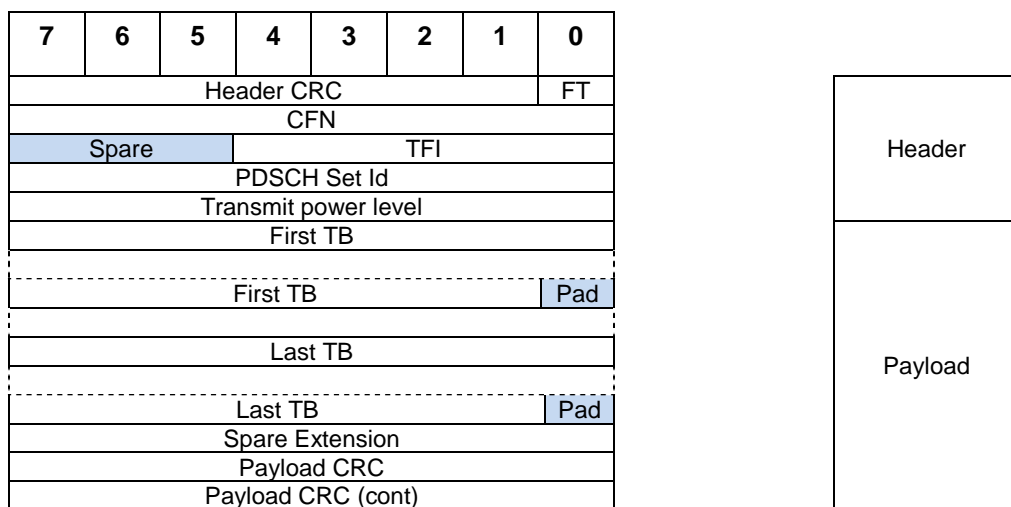 7 6 5 4 3 2 1 0
Header CRC FT
CFN
Spare TFI
PDSCH Set Id
Transmit power level
First TB
First TB Pad
Last TB
Last TB Pad
Spare Extension
Payload CRC
Payload CRC (cont)
Header
Payload